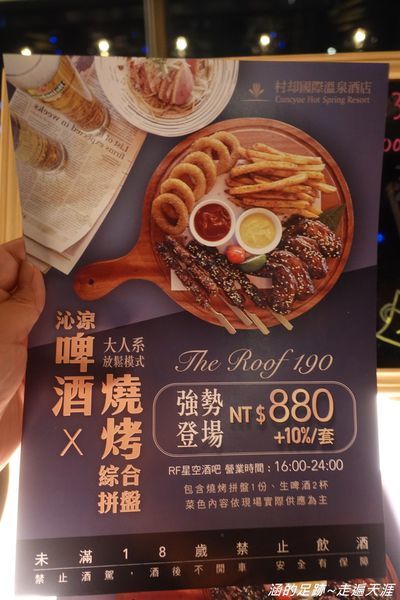 村却國際溫泉酒店
Cuncyue Hot Spring Resort
沁涼
啤酒
×
大人系
放鬆模式
燒烤
綜合
拼盤
The Roof 190
強勢
登場
NT$880
+10%/套
RF星空酒吧 營業時間:16:00-24:00
包含燒烤拼盤1份、生啤酒2杯
菜色內容依現場實際供應為主
未滿18歲禁止飲酒
禁止酒駕,酒後不開車 安全有保障
涵的足跡~走遍天涯